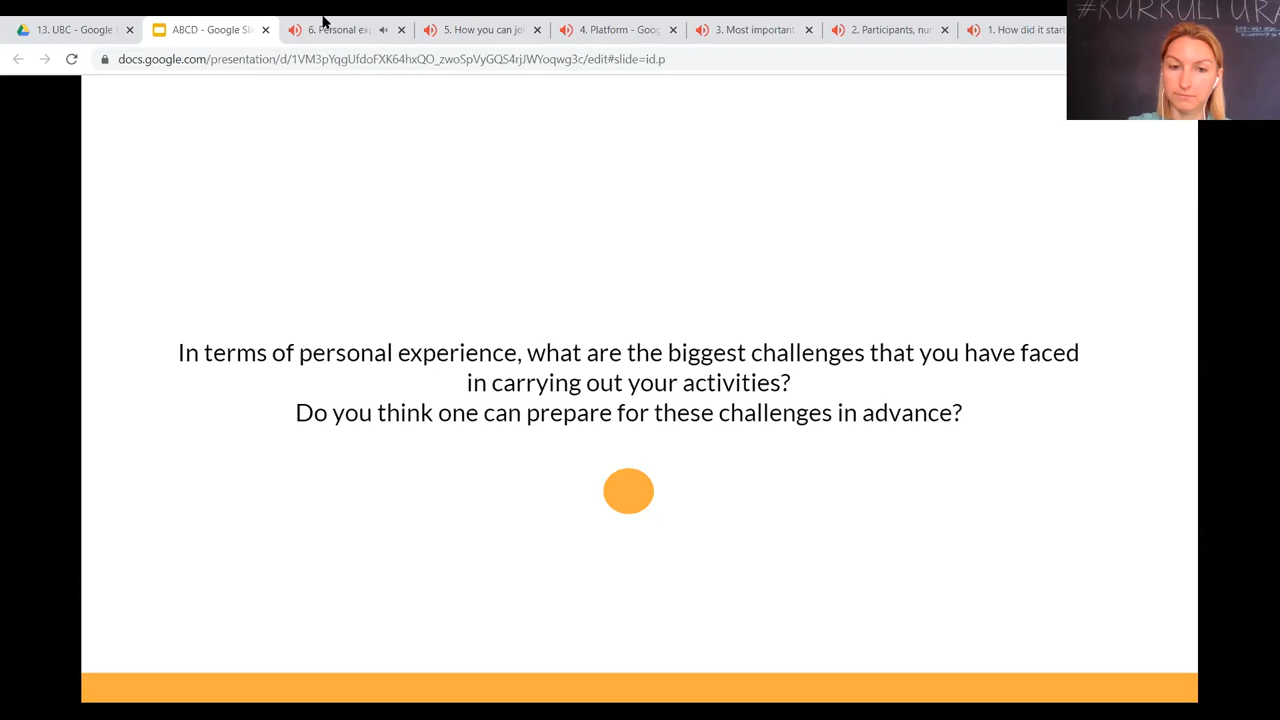 13. UBC - Google
ABCD - Google Sl
6. Personal ex
5. How you can jo
4. Platform - Goog
3. Most important
2. Participants, nu
1. How did it start
#KURKULTURA
docs.google.com/presentation/d/1VM3pYqgUfdoFXK64hxQO_zwoSpVyGQS4rjJWYoqwg3c/edit#slide=id.p
In terms of personal experience, what are the biggest challenges that you have faced
in carrying out your activities?
Do you think one can prepare for these challenges in advance?